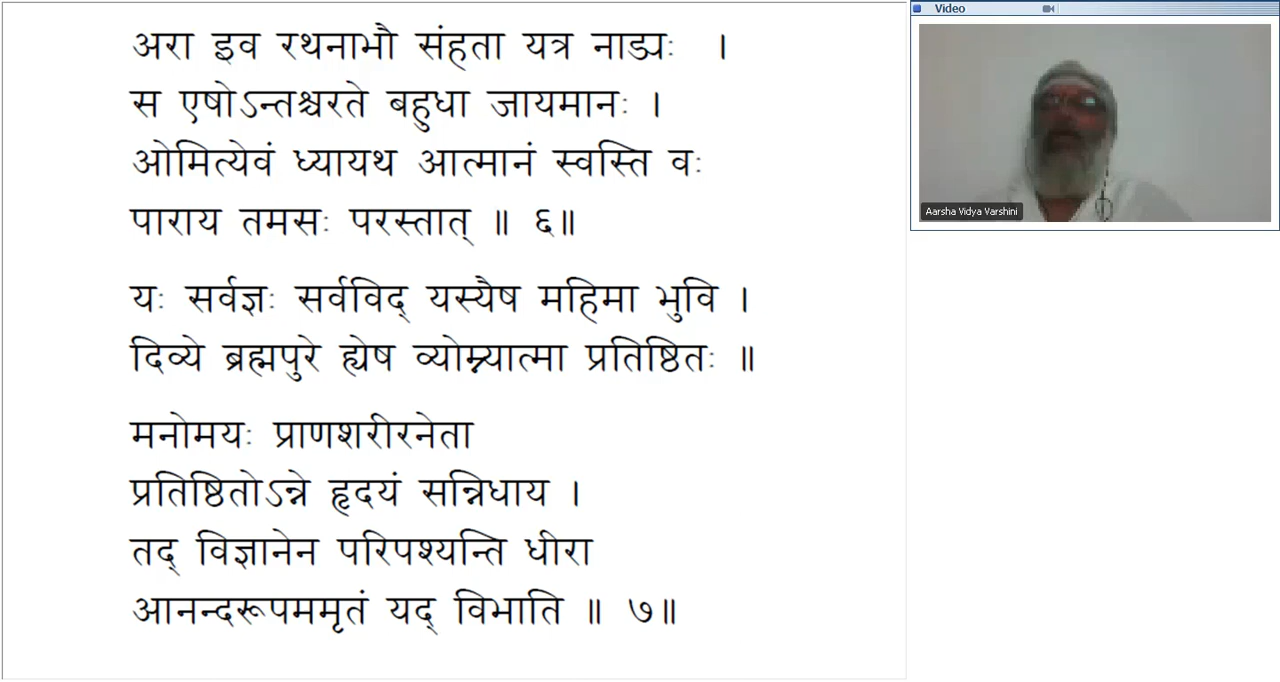 अरा इव रथनाभौ संहता यत्र नाड्यः ।
स एषोऽन्तश्चरते बहुधा जायमानः ।
ओमित्येवं ध्यायथ आत्मानं स्वस्ति वः
पाराय तमसः परस्तात् ॥ ६॥
यः सर्वज्ञः सर्वविद् यस्यैष महिमा भुवि ।
दिव्ये ब्रह्मपुरे ह्येष व्योम्न्यात्मा प्रतिष्ठितः ॥
मनोमयः प्राणशरीरनेता
प्रतिष्ठितोऽन्ने हृदयं सन्निधाय ।
तद् विज्ञानेन परिपश्यन्ति धीरा
आनन्दरूपममृतं यद् विभाति ॥ ७॥
Video
Aarsha Vidya Varshini